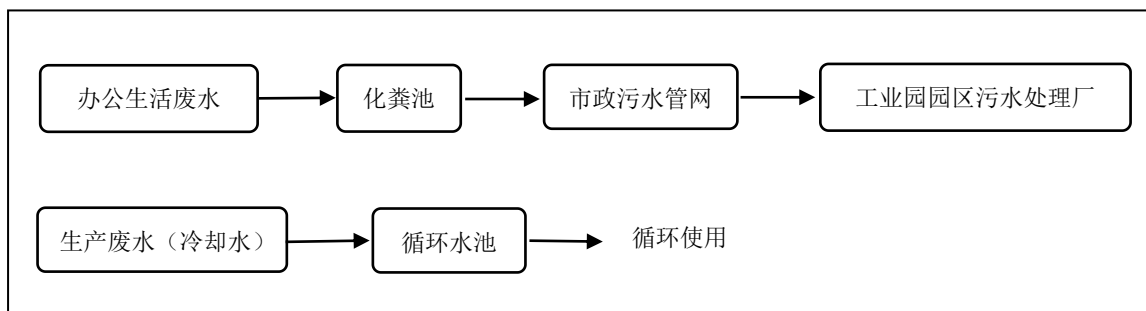 办公生活废水
化粪池
市政污水管网
工业园园区污水处理厂
生产废水（冷却水）
循环水池
循环使用